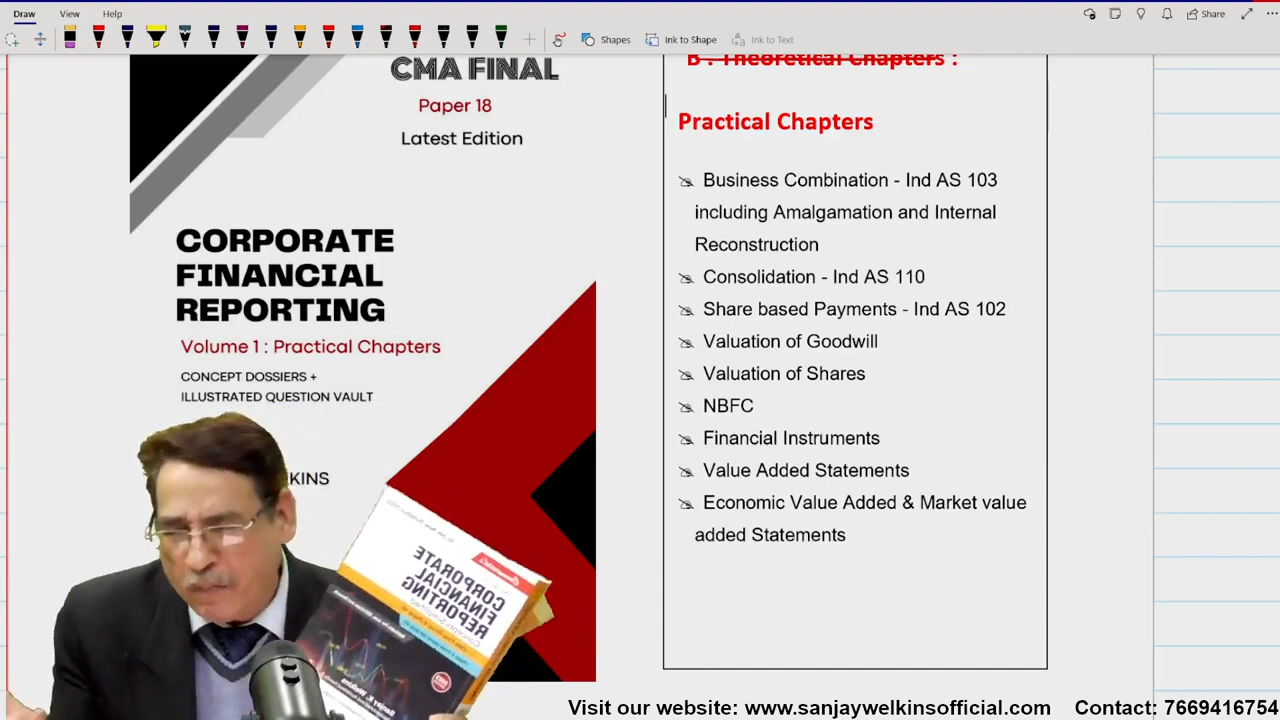 Draw View Help
Share
Shapes
Ink to Shape
Ink to Text
CMA FINAL
Paper 18
Latest Edition
CORPORATE
FINANCIAL
REPORTING
Volume 1 : Practical Chapters
CONCEPT DOSSIERS +
ILLUSTRATED QUESTION VAULT
KINS
CORPORATE
FINANCIAL
REPORTING
B : Theoretical Chapters :
Practical Chapters
Business Combination - Ind AS 103
including Amalgamation and Internal
Reconstruction
Consolidation - Ind AS 110
Share based Payments - Ind AS 102
Valuation of Goodwill
Valuation of Shares
NBFC
Financial Instruments
Value Added Statements
Economic Value Added & Market value
added Statements
Visit our website: www.sanjaywelkinsofficial.com Contact: 7669416754